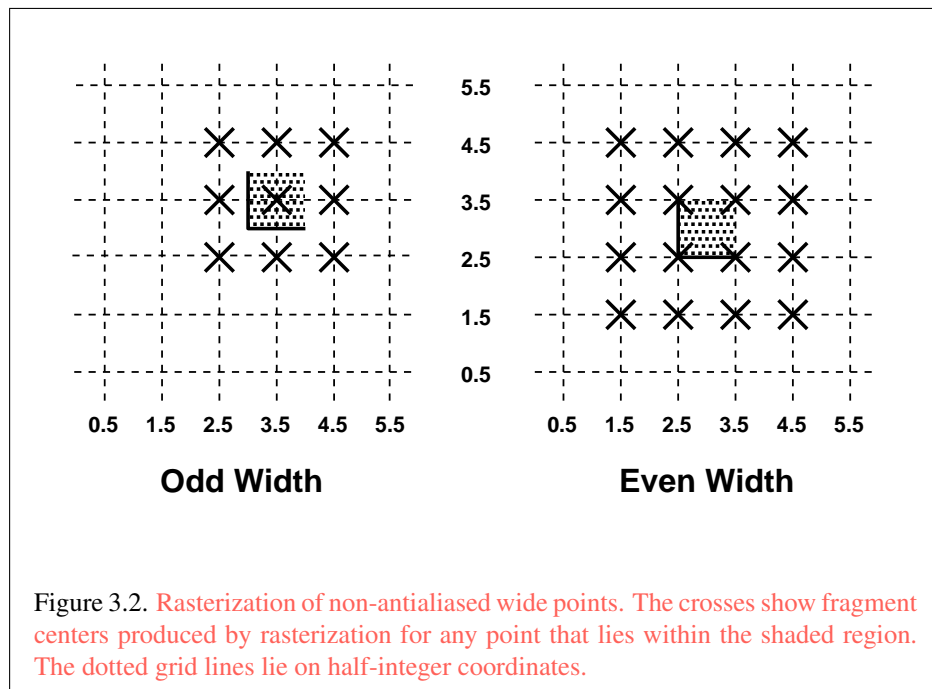 5.5
4.5
3.5
2.5
1.5
0.5
0.5 1.5 2.5 3.5 4.5 5.5 0.5 1.5 2.5 3.5 4.5 5.5
Odd Width Even Width
Figure 3.2. Rasterization of non-antialiased wide points. The crosses show fragment
centers produced by rasterization for any point that lies within the shaded region.
The dotted grid lines lie on half-integer coordinates.